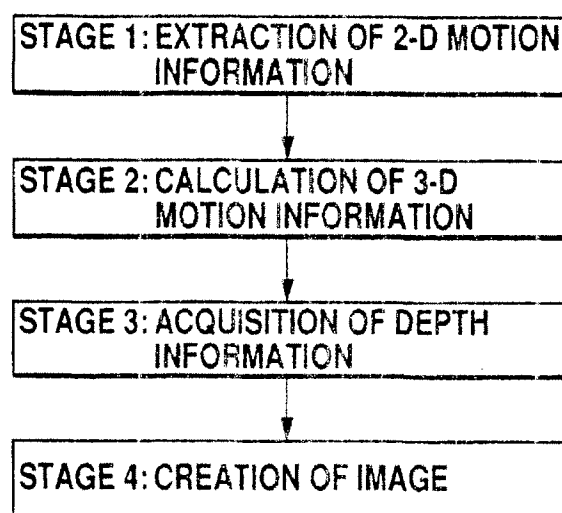 STAGE 1: EXTRACTION OF 2-D MOTION
INFORMATION
STAGE 2: CALCULATION OF 3-D
MOTION INFORMATION
STAGE 3: ACQUISITION OF DEPTH
INFORMATION
STAGE 4: CREATION OF IMAGE